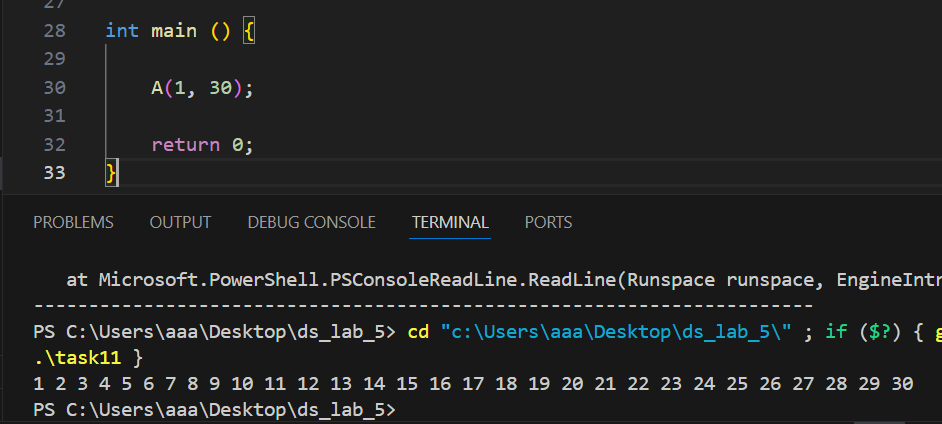 27
28 int main () {
29
30 A(1, 30);
31
32 return 0;
33 }
PROBLEMS OUTPUT DEBUG CONSOLE TERMINAL PORTS
at Microsoft.PowerShell.PSConsoleReadLine.ReadLine(Runspace runspace, EngineIntr
-----------------------------------------------------------------------
PS C:\Users\aaa\Desktop\ds_lab_5> cd "c:\Users\aaa\Desktop\ds_lab_5\" ; if ($?) { g
.\task11 }
1 2 3 4 5 6 7 8 9 10 11 12 13 14 15 16 17 18 19 20 21 22 23 24 25 26 27 28 29 30
PS C:\Users\aaa\Desktop\ds_lab_5>